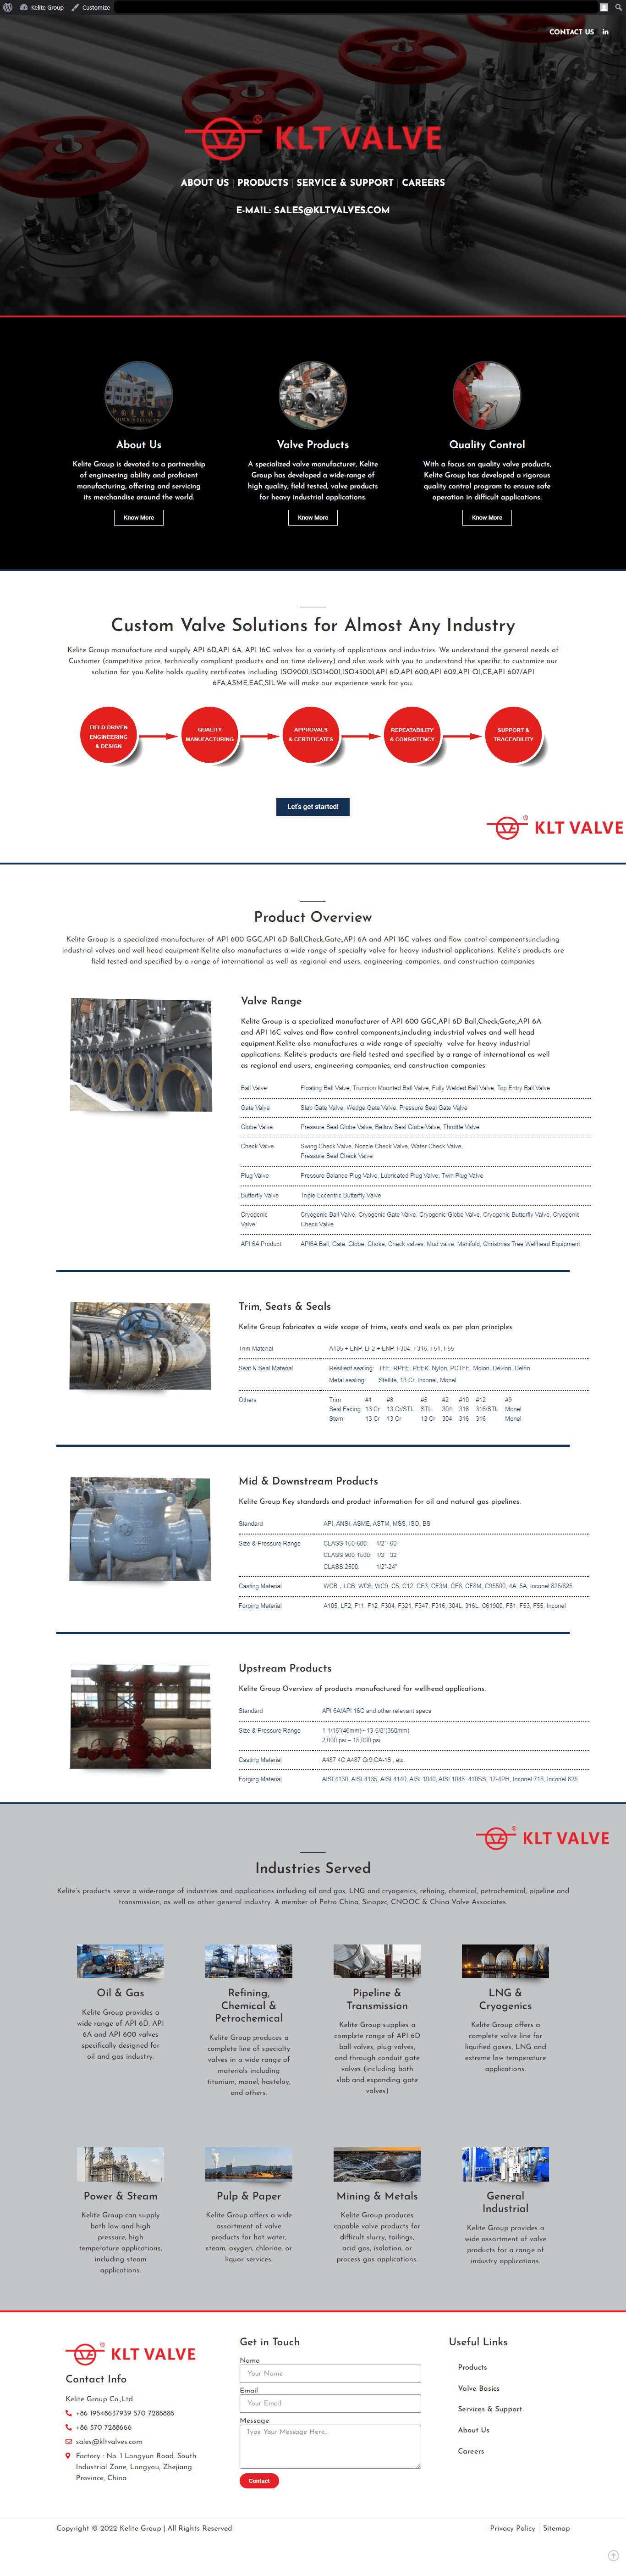 Kelite Group
Customize
CONTACT US
in
KLT VALVE
ABOUT US | PRODUCTS | SERVICE & SUPPORT | CAREERS
E-MAIL: SALES@KLTVALVES.COM
About Us
Kelite Group is devoted to a partnership
of engineering ability and proficient
manufacturing, offering and servicing
its merchandise around the world.
Know More
Valve Products
A specialized valve manufacturer, Kelite
Group has developed a wide-range of
high quality, field tested, valve products
for heavy industrial applications.
Know More
Quality Control
With a focus on quality valve products,
Kelite Group has developed a rigorous
quality control program to ensure safe
operation in difficult applications.
Know More
Custom Valve Solutions for Almost Any Industry
Kelite Group manufacture and supply API 6D,API 6A, API 16C valves for a variety of applications and industries. We understand the general needs of
Customer (competitive price, technically compliant products and on time delivery) and also work with you to understand the specific to customize our
solution for you.Kelite holds quality certificates including ISO9001,ISO14001,ISO45001,API 6D,API 600,API 602,API Q1,CE,API 607/API
6FA,ASME,EAC,SIL.We will make our experience work for you.
FIELD-DRIVEN
ENGINEERING
& DESIGN
QUALITY
MANUFACTURING
APPROVALS
& CERTIFICATES
REPEATABILITY
& CONSISTENCY
SUPPORT &
TRACEABILITY
Let's get started!
KLT VALVE
Product Overview
Kelite Group is a specialized manufacturer of API 600 GGC,API 6D Ball,Check,Gate,,API 6A and API 16C valves and flow control components,including
industrial valves and well head equipment.Kelite also manufactures a wide range of specialty valve for heavy industrial applications. Kelite's products are
field tested and specified by a range of international as well as regional end users, engineering companies, and construction companies
Valve Range
Kelite Group is a specialized manufacturer of API 600 GGC,API 6D Ball,Check,Gate,,API 6A
and API 16C valves and flow control components,including industrial valves and well head
equipment.Kelite also manufactures a wide range of specialty valve for heavy industrial
applications. Kelite's products are field tested and specified by a range of international as well
as regional end users, engineering companies, and construction companies.
Ball Valve Floating Ball Valve, Trunnion Mounted Ball Valve, Fully Welded Ball Valve, Top Entry Ball Valve
Gate Valve Slab Gate Valve, Wedge Gate Valve, Pressure Seal Gate Valve
Globe Valve Pressure Seal Globe Valve, Bellow Seal Globe Valve, Throttle Valve
Check Valve Swing Check Valve, Nozzle Check Valve, Wafer Check Valve,
Pressure Seal Check Valve
Plug Valve Pressure Balance Plug Valve, Lubricated Plug Valve, Twin Plug Valve
Butterfly Valve Triple Eccentric Butterfly Valve
Cryogenic Cryogenic Ball Valve, Cryogenic Gate Valve, Cryogenic Globe Valve, Cryogenic Butterfly Valve, Cryogenic
Valve Check Valve
API 6A Product API6A Ball, Gate, Globe, Choke, Check valves, Mud valve, Manifold, Christmas Tree Wellhead Equipment
Trim, Seats & Seals
Kelite Group fabricates a wide scope of trims, seats and seals as per plan principles.
Trim Material A105 + ENP, LF2 + ENP, F304, F316, F51, F55
Seat & Seal Material Resilient sealing: TFE, RPFE, PEEK, Nylon, PCTFE, Molon, Devlon, Delrin
Metal sealing: Stellite, 13 Cr, Inconel, Monel
Others Trim #1 #8 #5 #2 #10 #12 #9
Seal Facing 13 Cr 13 Cr/STL STL 304 316 316/STL Monel
Stem 13 Cr 13 Cr 13 Cr 304 316 316 Monel
Mid & Downstream Products
Kelite Group Key standards and product information for oil and natural gas pipelines.
Standard API, ANSI, ASME, ASTM, MSS, ISO, BS
Size & Pressure Range CLASS 150-600: 1/2"- 60"
CLASS 900-1500: 1/2"- 32"
CLASS 2500: 1/2"-24"
Casting Material WCB , LCB, WC6, WC9, C5, C12, CF3, CF3M, CF8, CF8M, C95500, 4A, 5A, Inconel 825/625
Forging Material A105, LF2, F11, F12, F304, F321, F347, F316, 304L, 316L, C61900, F51, F53, F55, Inconel
Upstream Products
Kelite Group Overview of products manufactured for wellhead applications.
Standard API 6A/API 16C and other relevant specs
Size & Pressure Range 1-1/16"(46mm)~ 13-5/8"(350mm)
2,000 psi – 15,000 psi
Casting Material A487 4C,A487 Gr9,CA-15 , etc.
Forging Material AISI 4130, AISI 4135, AISI 4140, AISI 1040, AISI 1045, 410SS, 17-4PH, Inconel 718, Inconel 625
KLT VALVE
Industries Served
Kelite's products serve a wide-range of industries and applications including oil and gas, LNG and cryogenics, refining, chemical, petrochemical, pipeline and
transmission, as well as other general industry. A member of Petro China, Sinopec, CNOOC & China Valve Associates.
Oil & Gas
Kelite Group provides a
wide range of API 6D, API
6A and API 600 valves
specifically designed for
oil and gas industry.
Refining,
Chemical &
Petrochemical
Kelite Group produces a
complete line of specialty
valves in a wide range of
materials including
titanium, monel, hasteloy,
and others.
Pipeline &
Transmission
Kelite Group supplies a
complete range of API 6D
ball valves, plug valves,
and through conduit gate
valves (including both
slab and expanding gate
valves)
LNG &
Cryogenics
Kelite Group offers a
complete valve line for
liquified gases, LNG and
extreme low temperature
applications.
Power & Steam
Kelite Group can supply
both low and high
pressure, high
temperature applications,
including steam
applications.
Pulp & Paper
Kelite Group offers a wide
assortment of valve
products for hot water,
steam, oxygen, chlorine, or
liquor services.
Mining & Metals
Kelite Group produces
capable valve products for
difficult slurry, tailings,
acid gas, isolation, or
process gas applications.
General
Industrial
Kelite Group provides a
wide assortment of valve
products for a range of
industry applications.
KLT VALVE
Contact Info
Kelite Group Co.,Ltd
+86 19548637939 570 7288888
+86 570 7288666
sales@kltvalves.com
Factory : No. 1 Longyun Road, South
Industrial Zone, Longyou, Zhejiang
Province, China
Get in Touch
Name
Your Name
Email
Your Email
Message
Type Your Message Here...
Contact
Useful Links
Products
Valve Basics
Services & Support
About Us
Careers
Copyright © 2022 Kelite Group | All Rights Reserved
Privacy Policy | Sitemap